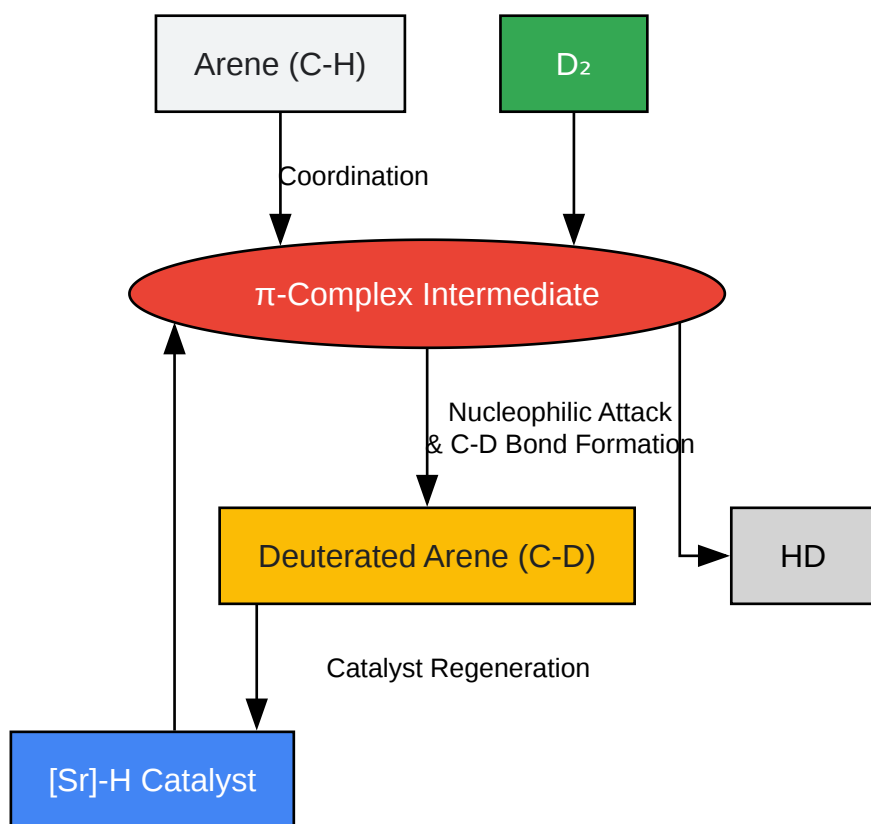 Arene (C-H)
D₂
Coordination
π-Complex Intermediate
Nucleophilic Attack
& C-D Bond Formation
Deuterated Arene (C-D)
HD
Catalyst Regeneration
[Sr]-H Catalyst